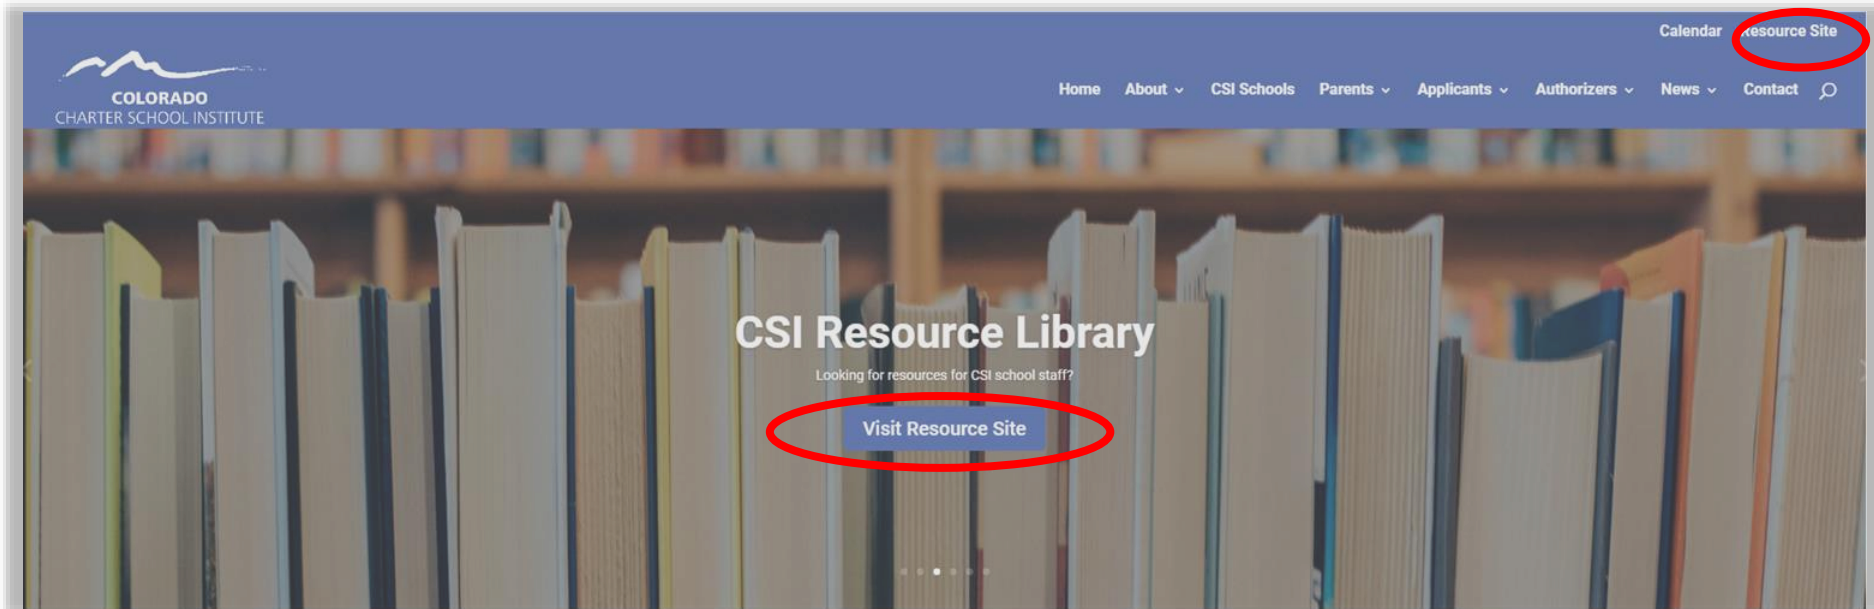 Calendar Resource Site
COLORADO
CHARTER SCHOOL INSTITUTE
Home About CSI Schools Parents Applicants Authorizers News Contact
CSI Resource Library
Looking for resources for CSI school staff?
Visit Resource Site